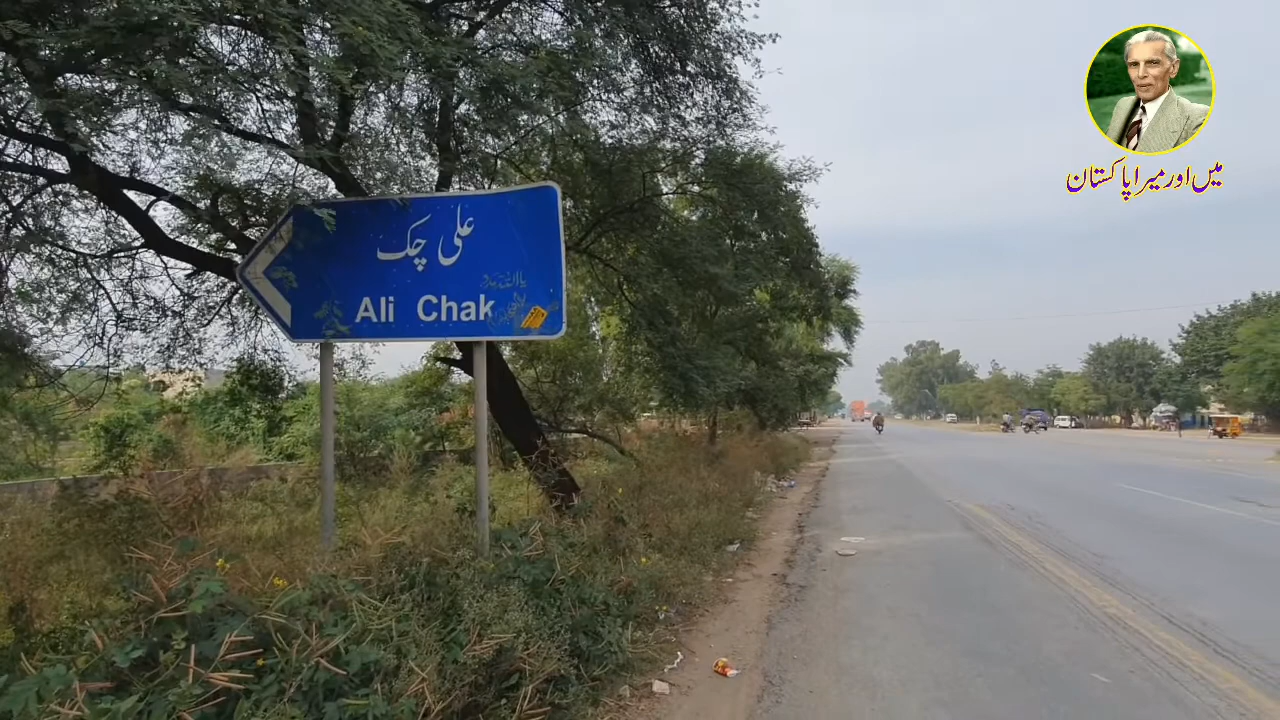 میں اور میرا پاکستان
علی چک
Ali Chak